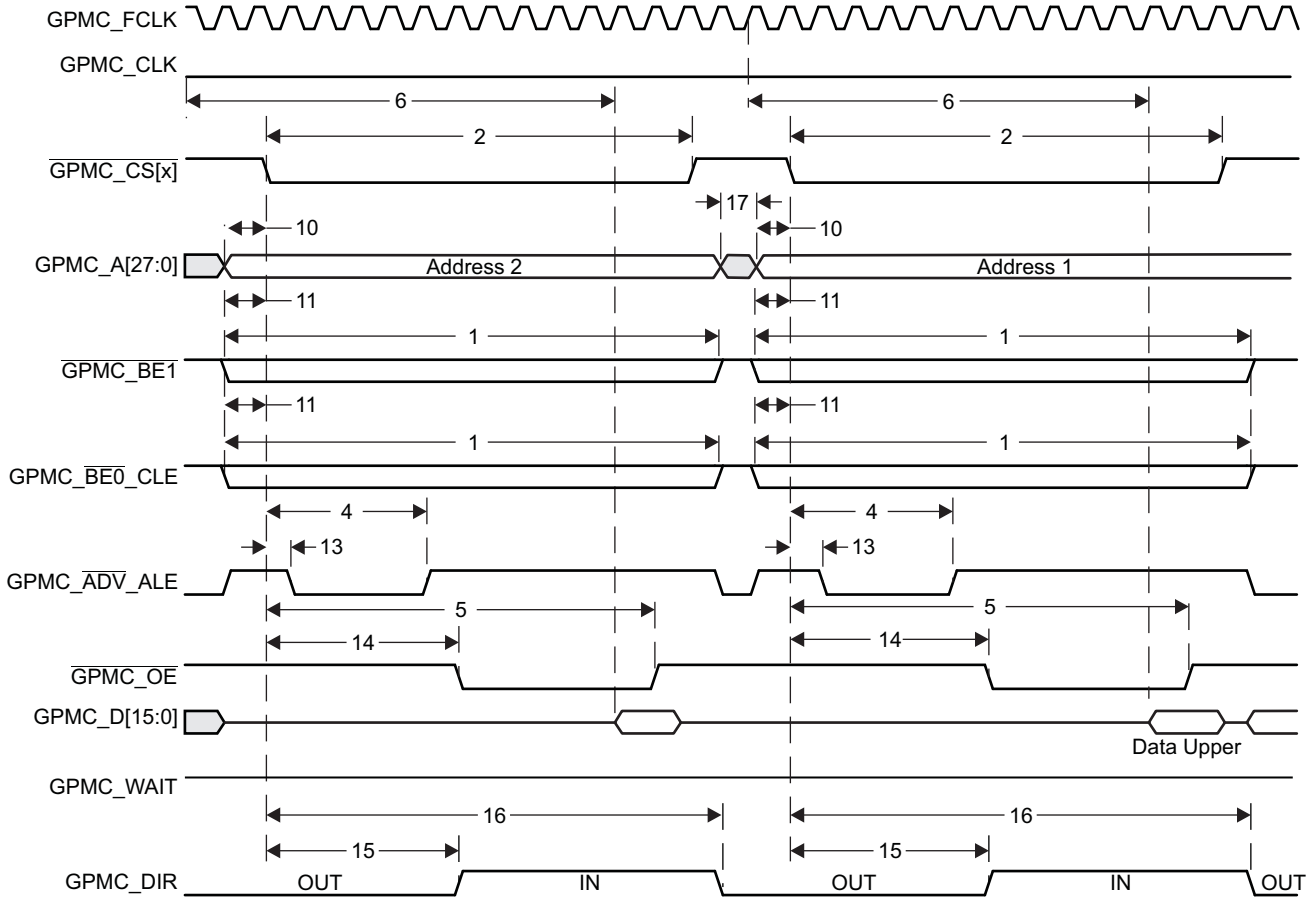 GPMC_FCLK
GPMC_CLK
6 6
2 2
GPMC_CS[x]
17
10 10
GPMC_A[27:0] Address 2 Address 1
11 11
1 1
GPMC_BE1
11 11
1 1
GPMC_BE0_CLE
4 4
13 13
GPMC_ADV_ALE
5 5
14 14
GPMC_OE
GPMC_D[15:0]
Data Upper
GPMC_WAIT
16 16
15 15
GPMC_DIR OUT IN OUT IN OUT